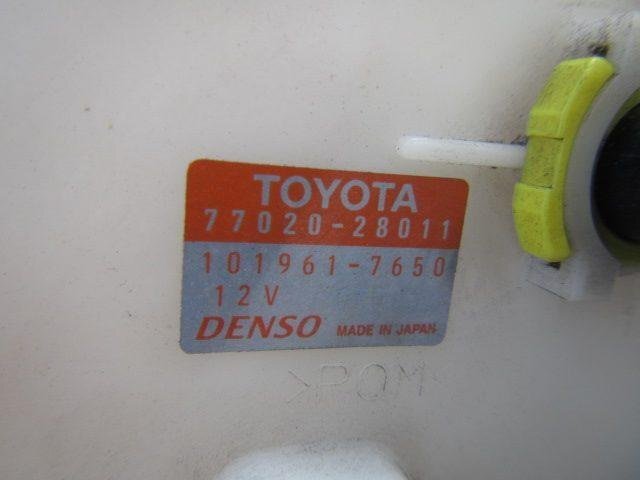 TOYOTA
77020-28011
101961-7650
12V
DENSO MADE IN JAPAN
>POM